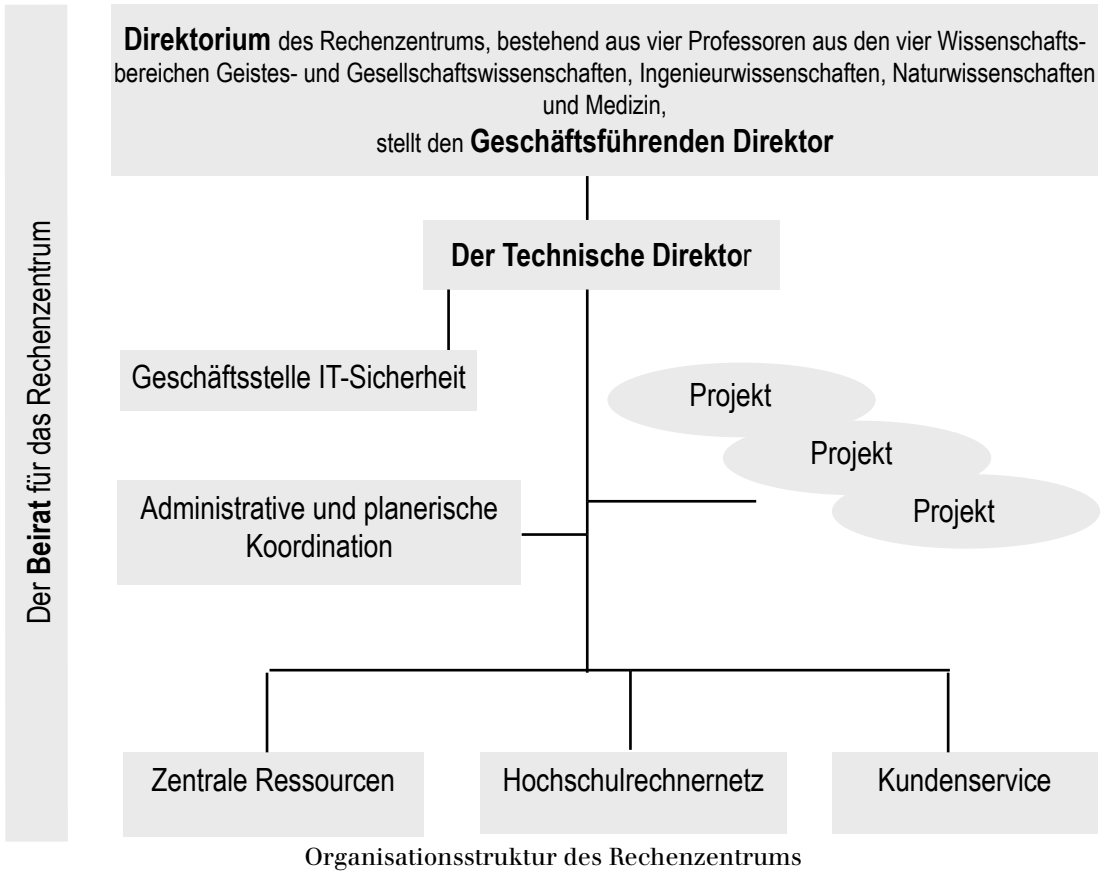 Direktorium des Rechenzentrums, bestehend aus vier Professoren aus den vier Wissenschafts-
bereichen Geistes- und Gesellschaftswissenschaften, Ingenieurwissenschaften, Naturwissenschaften
und Medizin,
stellt den Geschäftsführenden Direktor
Der Beirat für das Rechenzentrum
Der Technische Direktor
Geschäftsstelle IT-Sicherheit
Projekt
Projekt
Projekt
Administrative und planerische
Koordination
Zentrale Ressourcen
Hochschulrechnernetz
Kundenservice
Organisationsstruktur des Rechenzentrums